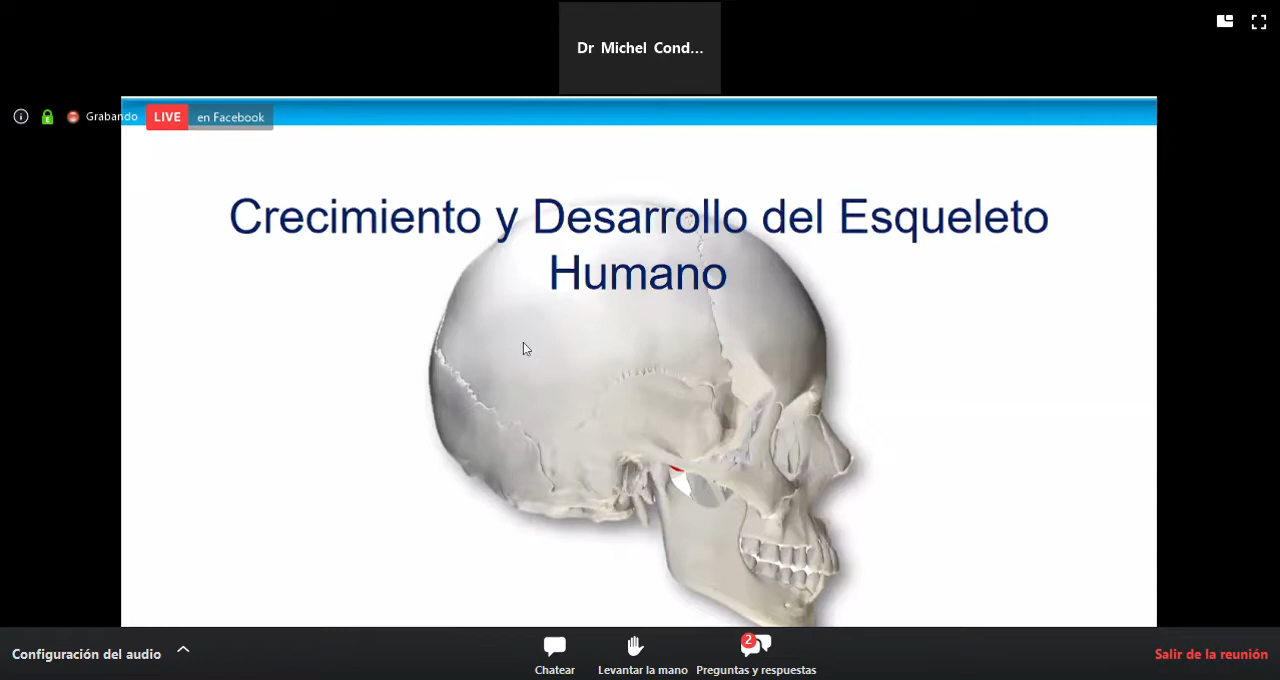 Dr Michel Cond...
Grabando
LIVE en Facebook
Crecimiento y Desarrollo del Esqueleto
Humano
Configuración del audio
2
Chatear
Levantar la mano
Preguntas y respuestas
Salir de la reunión